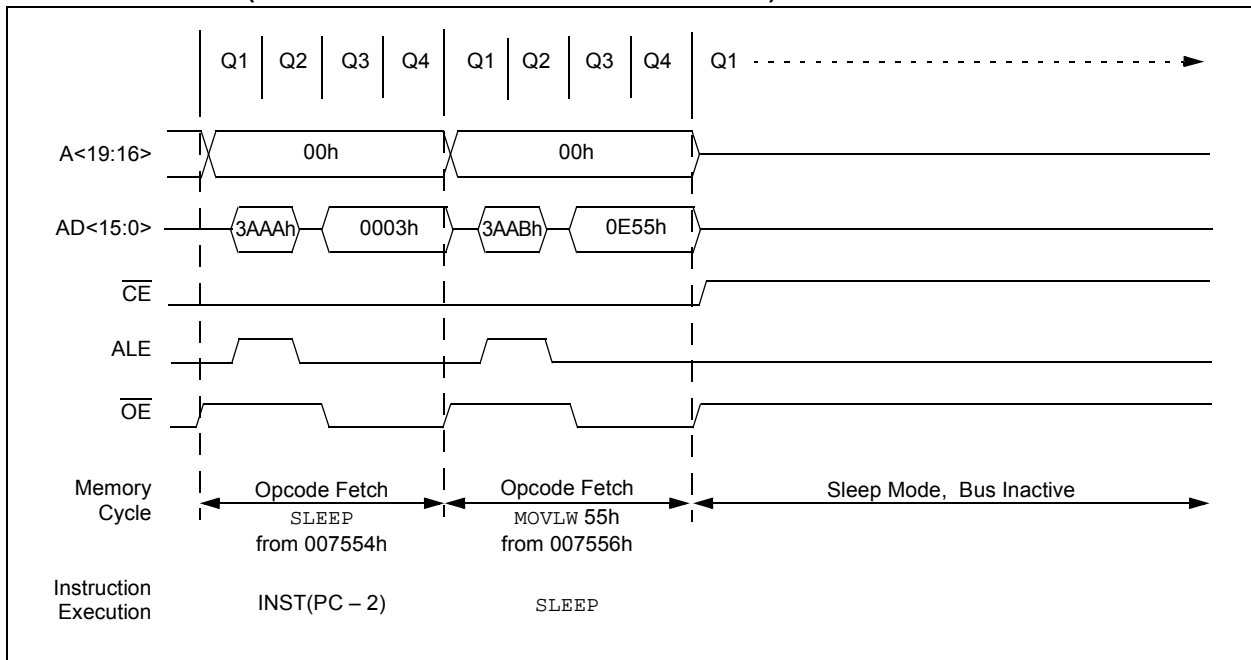 Q1 Q2 Q3 Q4 Q1 Q2 Q3 Q4 Q1
A<19:16> 00h 00h
AD<15:0> 3AAAh 0003h 3AABh 0E55h
CE
ALE
OE
Memory Cycle
Opcode Fetch
SLEEP
from 007554h
Opcode Fetch
MOVLW 55h
from 007556h
Sleep Mode, Bus Inactive
Instruction Execution
INST(PC – 2)
SLEEP